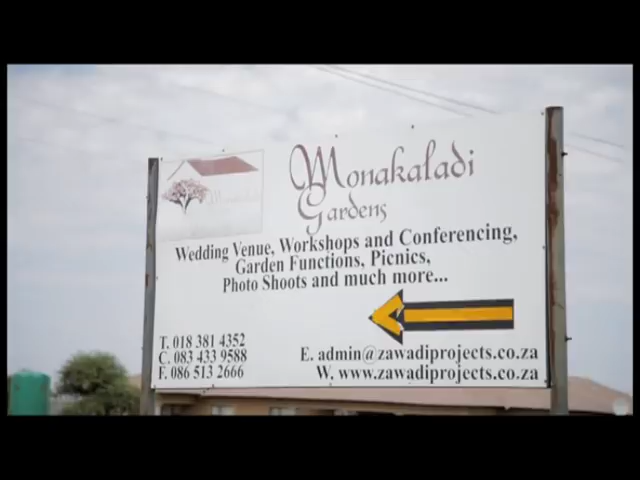 Monakaladi
Gardens
Wedding Venue, Workshops and Conferencing,
Garden Functions, Picnics,
Photo Shoots and much more...
T. 018 381 4352
C. 083 433 9588
F. 086 513 2666
E. admin@zawadiprojects.co.za
W. www.zawadiprojects.co.za